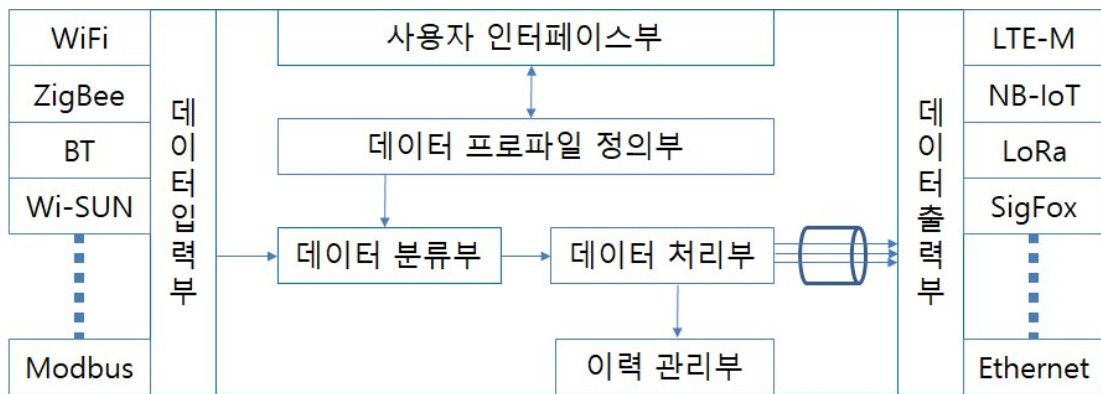 WiFi
ZigBee
BT
Wi-SUN
Modbus
데이터입력부
사용자 인터페이스부
데이터 프로파일 정의부
데이터 분류부
데이터 처리부
이력 관리부
데이터출력부
LTE-M
NB-IoT
LoRa
SigFox
Ethernet